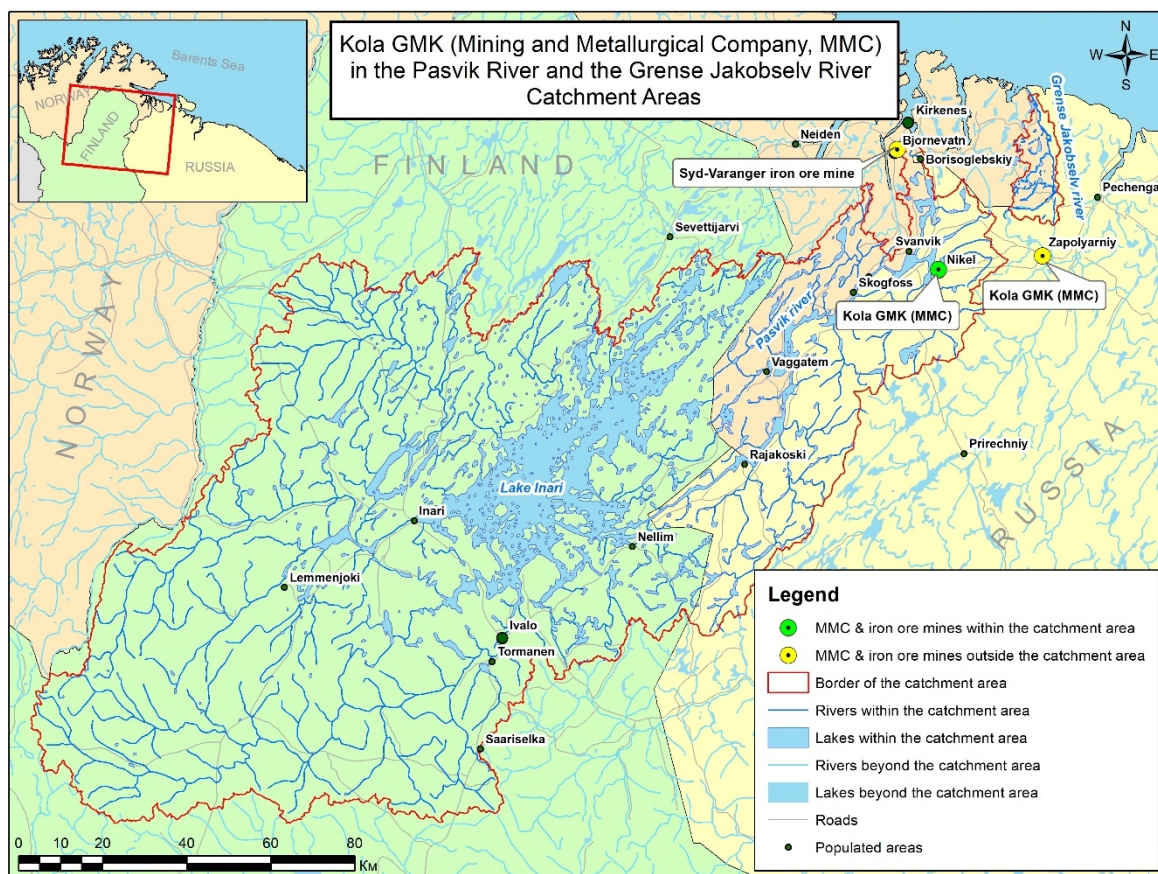 Kola GMK (Mining and Metallurgical Company, MMC)
in the Pasvik River and the Grense Jakobselv River
Catchment Areas
Barents Sea
NORWAY
FINLAND
RUSSIA
N
W
E
S
FINLAND
NORWAY
RUSSIA
Kirkenes
Neiden
Bjornevatn
Syd-Varanger iron ore mine
Borisoglebskiy
Grense Jakobselv river
Pechenga
Sevettijarvi
Svanvik
Zapolyarniy
Nikel
Skogfoss
Kola GMK (MMC)
Kola GMK (MMC)
Pasvik river
Vaggatem
Prirechniy
Rajakoski
Lake Inari
Inari
Nellim
Lemmenjoki
Ivalo
Tormanen
Saariselka
Legend
MMC & iron ore mines within the catchment area
MMC & iron ore mines outside the catchment area
Border of the catchment area
Rivers within the catchment area
Lakes within the catchment area
Rivers beyond the catchment area
Lakes beyond the catchment area
Roads
Populated areas
0 10 20 40 60 80
Км